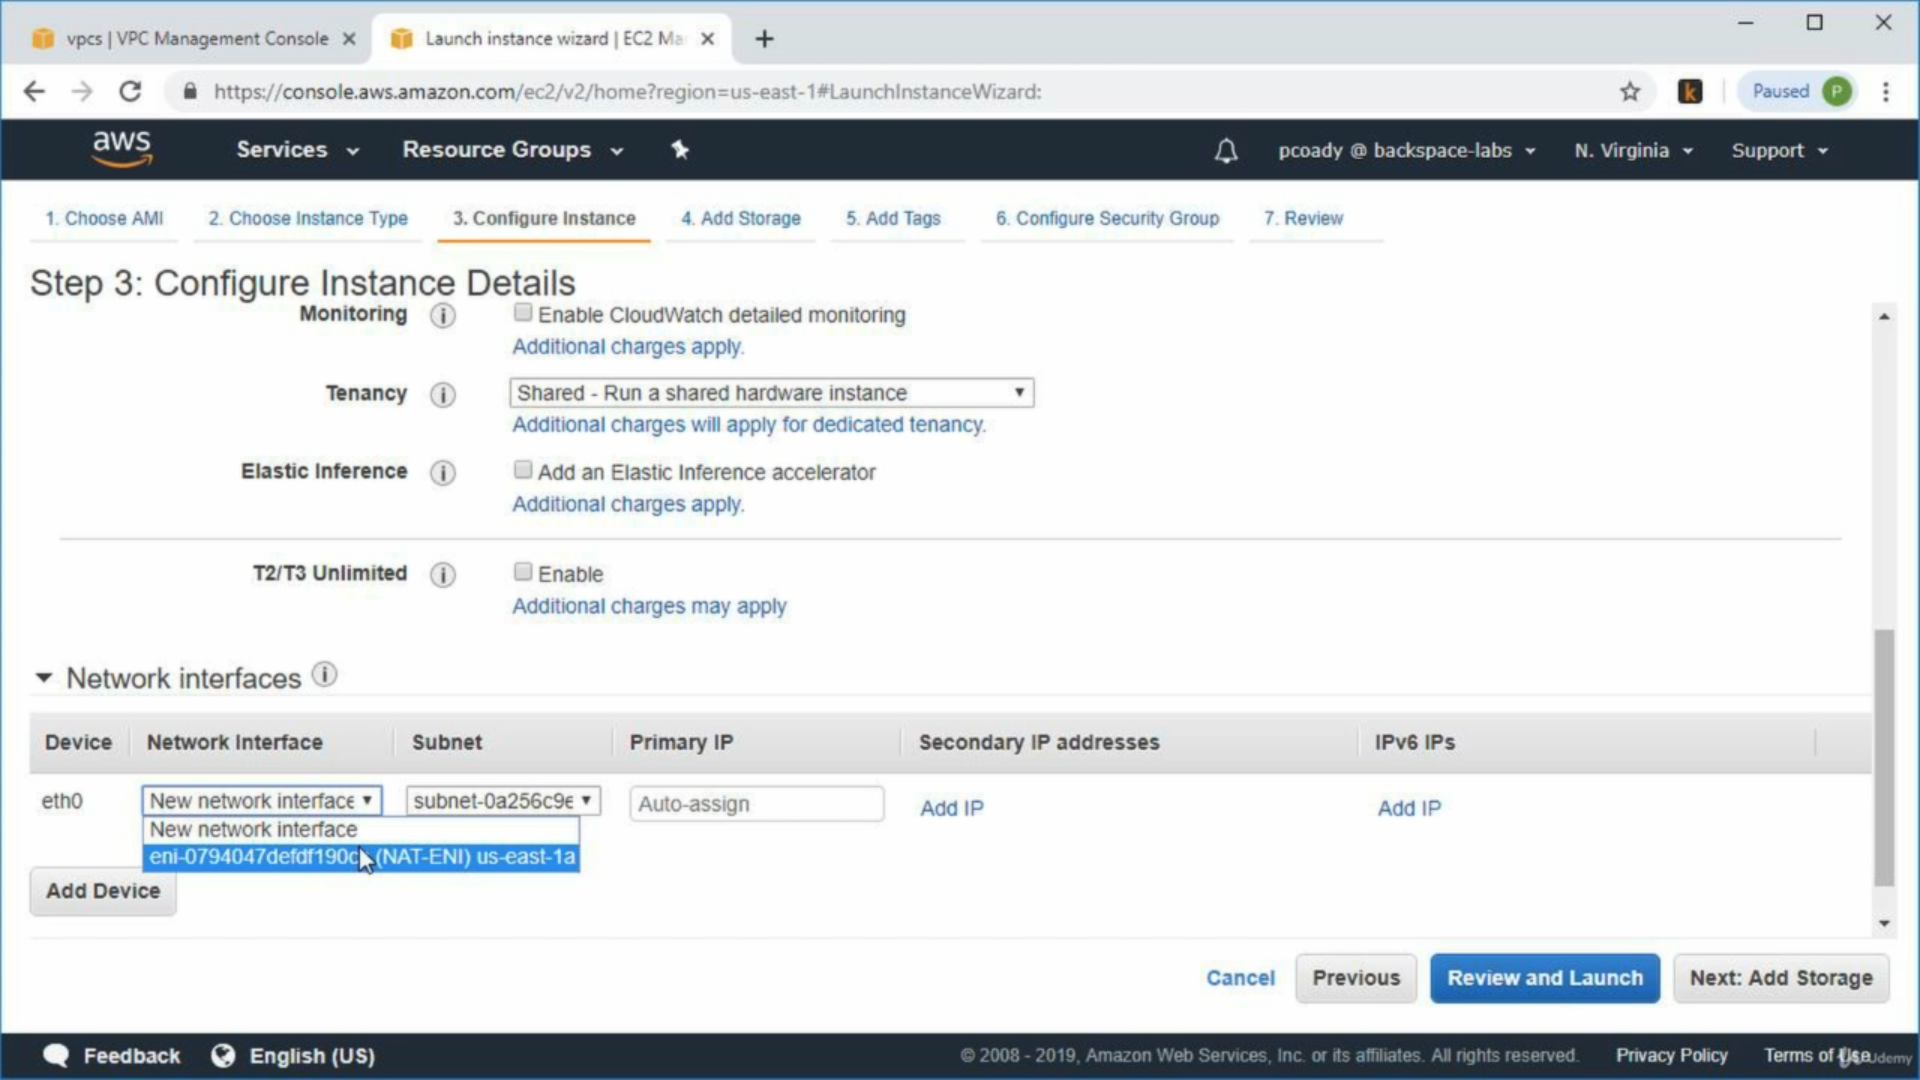 vpcs | VPC Management Console
Launch instance wizard | EC2 Ma
https://console.aws.amazon.com/ec2/v2/home?region=us-east-1#LaunchInstanceWizard:
k
Paused P
aws Services Resource Groups pcoady @ backspace-labs N. Virginia Support
1. Choose AMI 2. Choose Instance Type 3. Configure Instance 4. Add Storage 5. Add Tags 6. Configure Security Group 7. Review
Step 3: Configure Instance Details
Monitoring i Enable CloudWatch detailed monitoring
Additional charges apply.
Tenancy i Shared - Run a shared hardware instance
Additional charges will apply for dedicated tenancy.
Elastic Inference i Add an Elastic Inference accelerator
Additional charges apply.
T2/T3 Unlimited i Enable
Additional charges may apply
Network interfaces i
Device Network Interface Subnet Primary IP Secondary IP addresses IPv6 IPs
eth0 New network interface subnet-0a256c9e Auto-assign Add IP Add IP
New network interface
(NAT-ENI) us-east-1a
Add Device
Cancel Previous Review and Launch Next: Add Storage
Feedback English (US) © 2008 - 2019, Amazon Web Services, Inc. or its affiliates. All rights reserved. Privacy Policy Terms of Use
Udemy